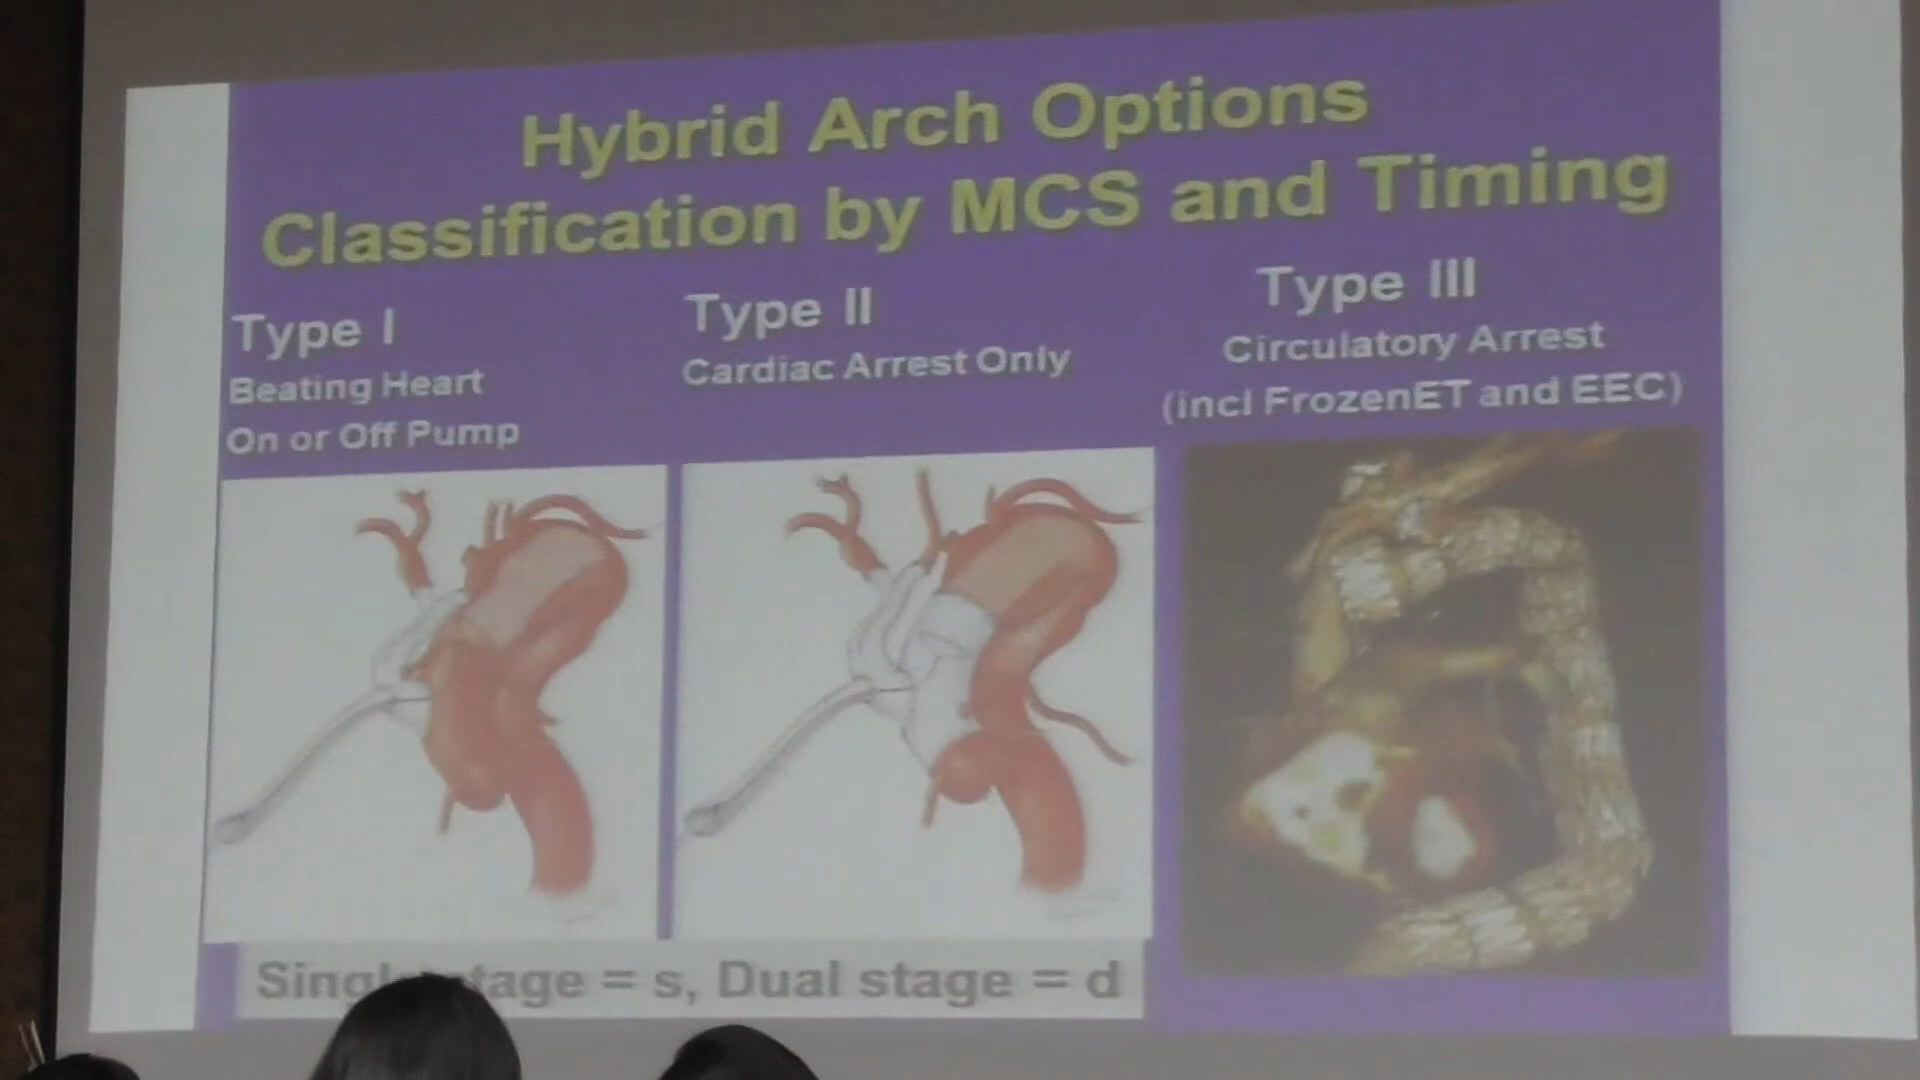 Hybrid Arch Options
Classification by MCS and Timing
Type I
Beating Heart
On or Off Pump
Type II
Cardiac Arrest Only
Type III
Circulatory Arrest
(incl FrozenET and EEC)
= s, Dual stage = d